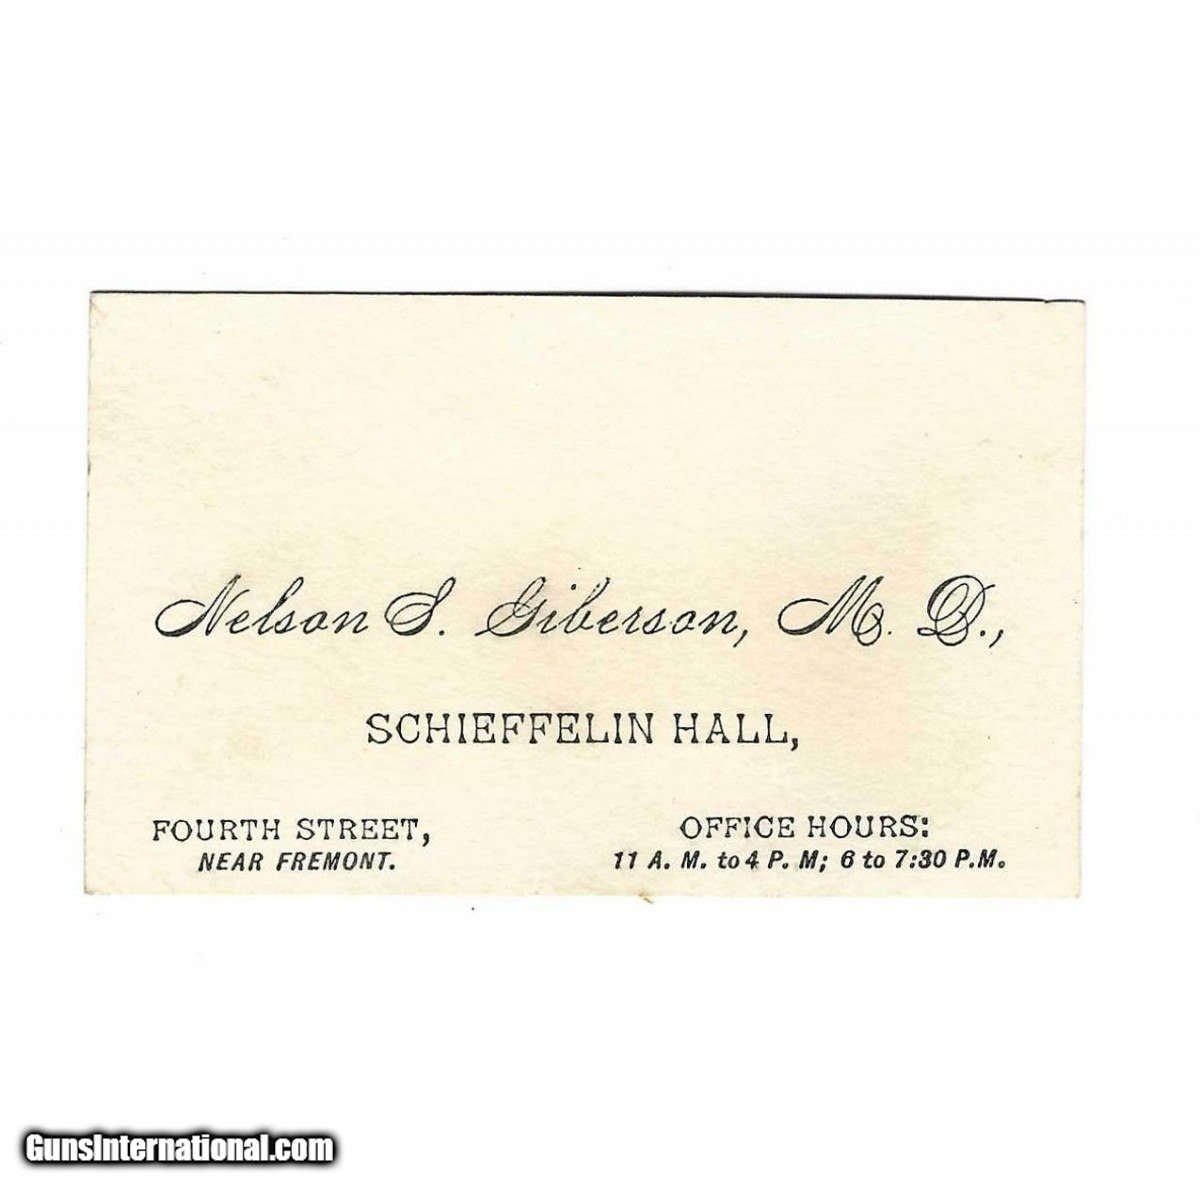 Nelson S. Giberson, M. D.,
SCHIEFFELIN HALL,
FOURTH STREET,
NEAR FREMONT.
OFFICE HOURS:
11 A. M. to 4 P. M; 6 to 7:30 P.M.
GunsInternational.com